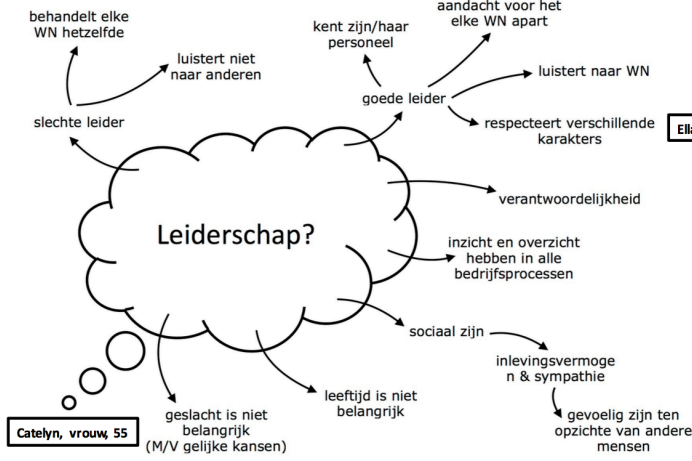 behandelt elke
WN hetzelfde
luistert niet
naar anderen
slechte leider
kent zijn/haar
personeel
aandacht voor het
elke WN apart
goede leider
luistert naar WN
respecteert verschillende
karakters
Ella
verantwoordelijkheid
Leiderschap?
inzicht en overzicht
hebben in alle
bedrijfsprocessen
sociaal zijn
inlevingsvermoge
n & sympathie
gevoelig zijn ten
opzichte van andere
mensen
leeftijd is niet
belangrijk
geslacht is niet
belangrijk
(M/V gelijke kansen)
Catelyn, vrouw, 55